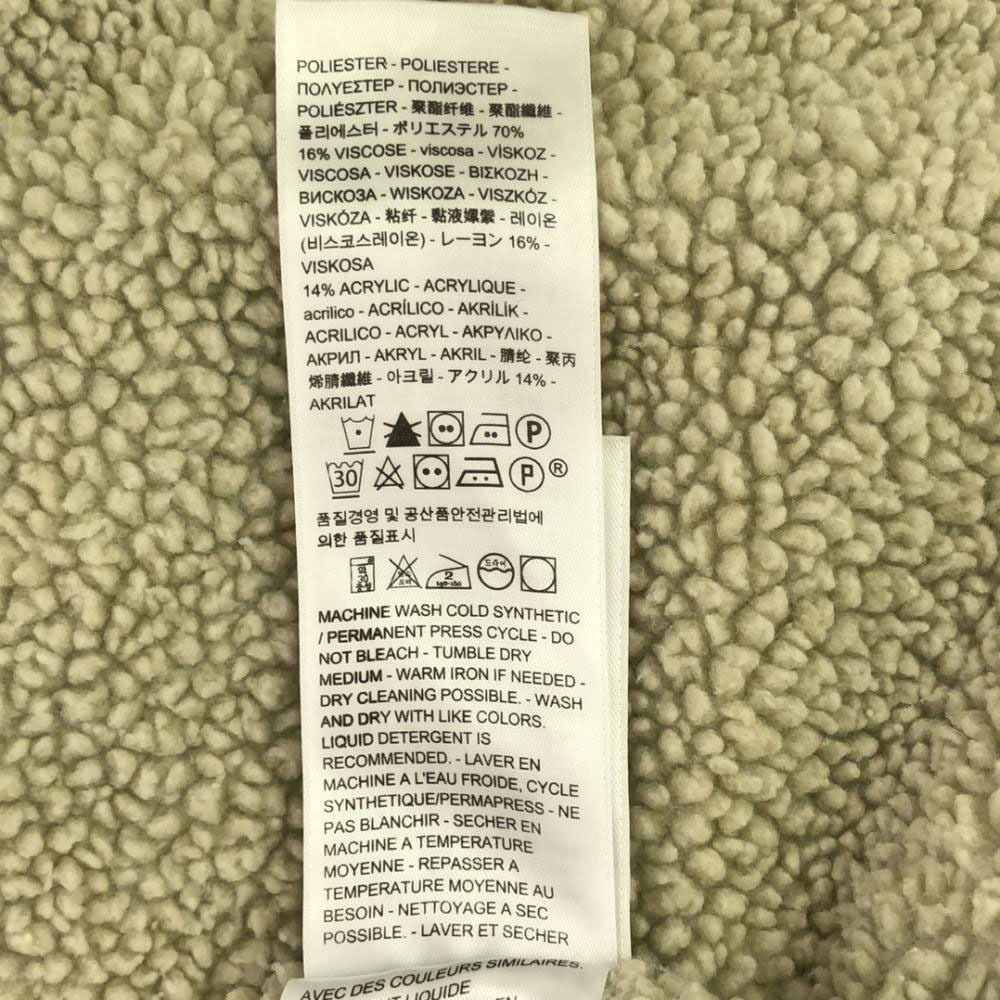 POLIESTER - POLIESTERE -
ΠΟΛΥΕΣΤΕΡ - ПОЛИЭСТЕР -
POLIÉSZTER - 聚酯纤维 - 聚酯纖維 -
폴리에스터 - ポリエステル 70%
16% VISCOSE - viscosa - VİSKOZ -
VISCOSA - VISKOSE - ΒΙΣΚΟΖΗ -
ВИСКОЗА - WISKOZA - VISZKÓZ -
VISKÓZA - 粘纤 - 黏液嫘縈 - 레이온
(비스코스레이온) - レーヨン 16% -
VISKOSA
14% ACRYLIC - ACRYLIQUE -
acrilico - ACRÍLICO - AKRİLİK -
ACRILICO - ACRYL - ΑΚΡΥΛΙΚΟ -
АКРИЛ - AKRYL - AKRIL - 腈纶 - 聚丙
烯腈纖維 - 아크릴 - アクリル 14% -
AKRILAT
P
30 P ®
품질경영 및 공산품안전관리법에
의한 품질표시
30 2 드라이
MACHINE WASH COLD SYNTHETIC
/ PERMANENT PRESS CYCLE - DO
NOT BLEACH - TUMBLE DRY
MEDIUM - WARM IRON IF NEEDED -
DRY CLEANING POSSIBLE. - WASH
AND DRY WITH LIKE COLORS.
LIQUID DETERGENT IS
RECOMMENDED. - LAVER EN
MACHINE A L'EAU FROIDE, CYCLE
SYNTHETIQUE/PERMAPRESS - NE
PAS BLANCHIR - SECHER EN
MACHINE A TEMPERATURE
MOYENNE - REPASSER A
TEMPERATURE MOYENNE AU
BESOIN - NETTOYAGE A SEC
POSSIBLE. - LAVER ET SECHER
AVEC DES COULEURS SIMILAIRES.
LIQUIDE